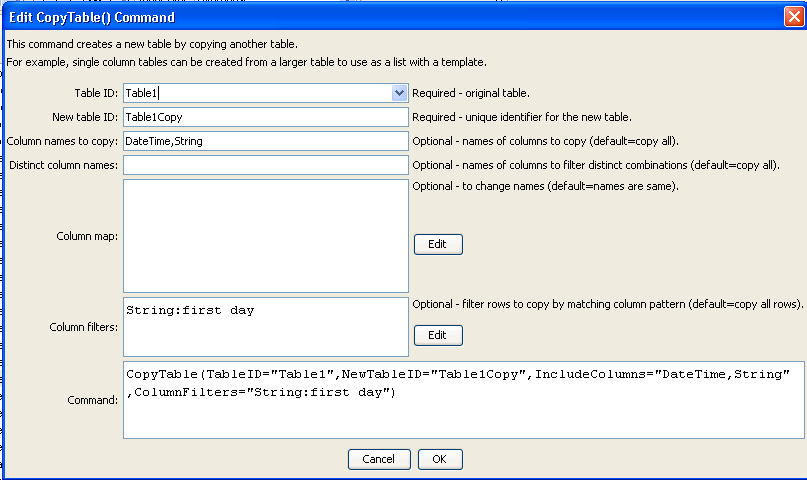 Edit CopyTable() Command
This command creates a new table by copying another table.
For example, single column tables can be created from a larger table to use as a list with a template.
Table ID: Table1 Required - original table.
New table ID: Table1Copy Required - unique identifier for the new table.
Column names to copy: DateTime,String Optional - names of columns to copy (default=copy all).
Distinct column names: Optional - names of columns to filter distinct combinations (default=copy all).
Optional - to change names (default=names are same).
Column map: Edit
Optional - filter rows to copy by matching column pattern (default=copy all rows).
String:first day
Column filters: Edit
CopyTable(TableID="Table1",NewTableID="Table1Copy",IncludeColumns="DateTime,String"
,ColumnFilters="String:first day")
Command:
Cancel OK